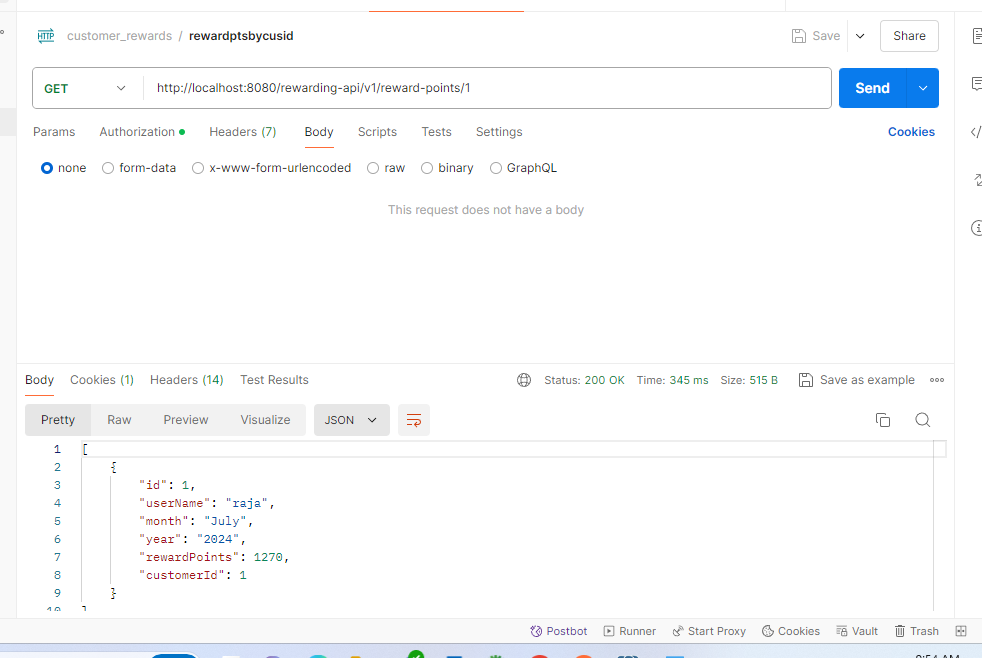 HTTP customer_rewards / rewardptsbycusid Save Share
GET http://localhost:8080/rewarding-api/v1/reward-points/1 Send
Params Authorization Headers (7) Body Scripts Tests Settings Cookies
none form-data x-www-form-urlencoded raw binary GraphQL
This request does not have a body
Body Cookies (1) Headers (14) Test Results Status: 200 OK Time: 345 ms Size: 515 B Save as example
Pretty Raw Preview Visualize JSON
1 [
2 {
3 "id": 1,
4 "userName": "raja",
5 "month": "July",
6 "year": "2024",
7 "rewardPoints": 1270,
8 "customerId": 1
9 }
10 ]
Postbot Runner Start Proxy Cookies Vault Trash